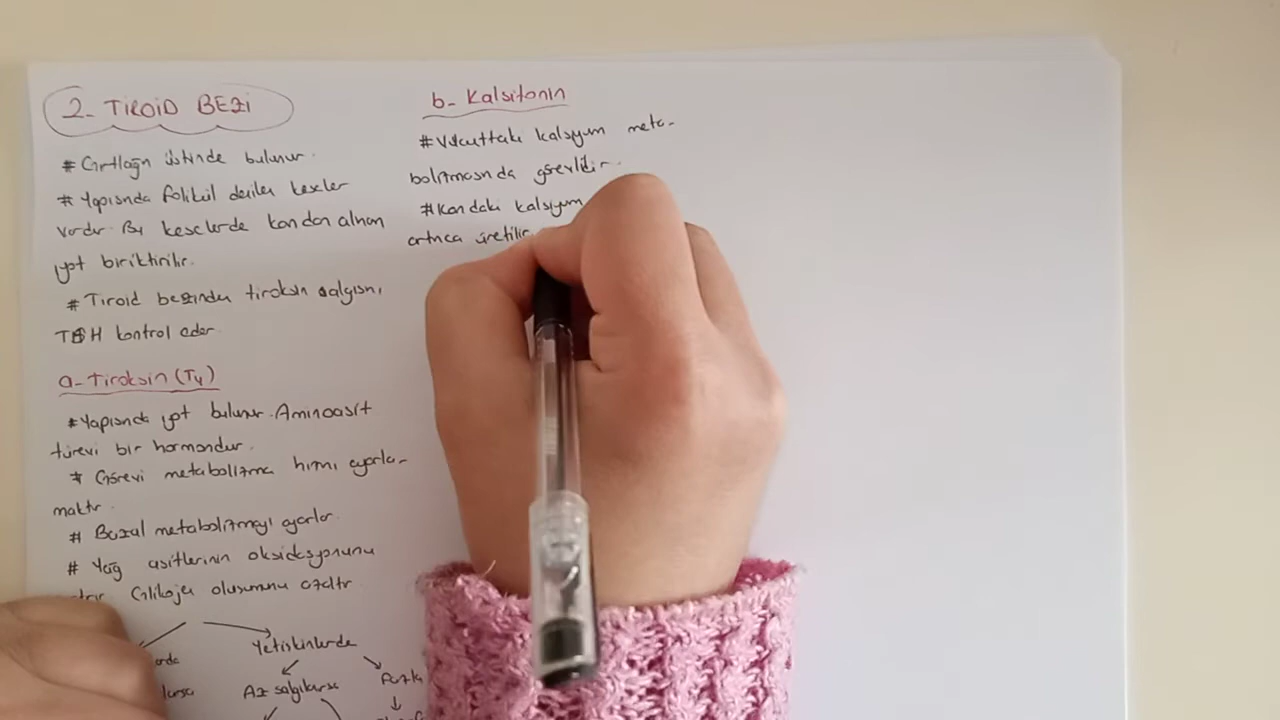 2- TİROİD BEZİ
# Gırtlağın üstünde bulunur.
# Yapısında folikül denilen keseler
vardır. Bu keselerde kandan alınan
iyot biriktirilir.
# Tiroid bezinden tiroksin salgısını
TSH kontrol eder.
a- Tiroksin (T4)
# Yapısında iyot bulunur. Aminoasit
türevi bir hormondur.
# Görevi metabolizma hızını ayarla-
maktır.
# Bazal metabolizmayı ayarlar.
# Yağ asitlerinin oksidasyonunu
Glikojen oluşumunu azaltır.
Yetişkinlerde
Az salgılarsa
b- Kalsitonin
# Vücuttaki kalsiyum meta-
bolizmasında görevlidir.
# Kandaki kalsiyum
artınca üretilir